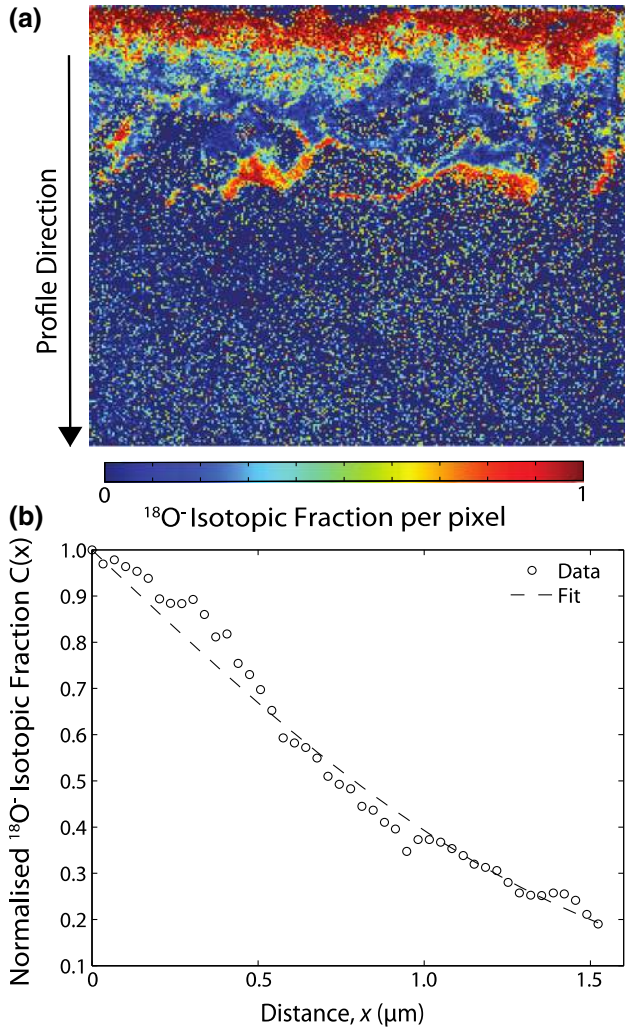 (a)
Profile Direction
0 1
¹⁸O⁻ Isotopic Fraction per pixel
(b)
Normalised ¹⁸O⁻ Isotopic Fraction C(x)
1.0
0.9
0.8
0.7
0.6
0.5
0.4
0.3
0.2
0.1
Data
Fit
0 0.5 1.0 1.5
Distance, x (µm)